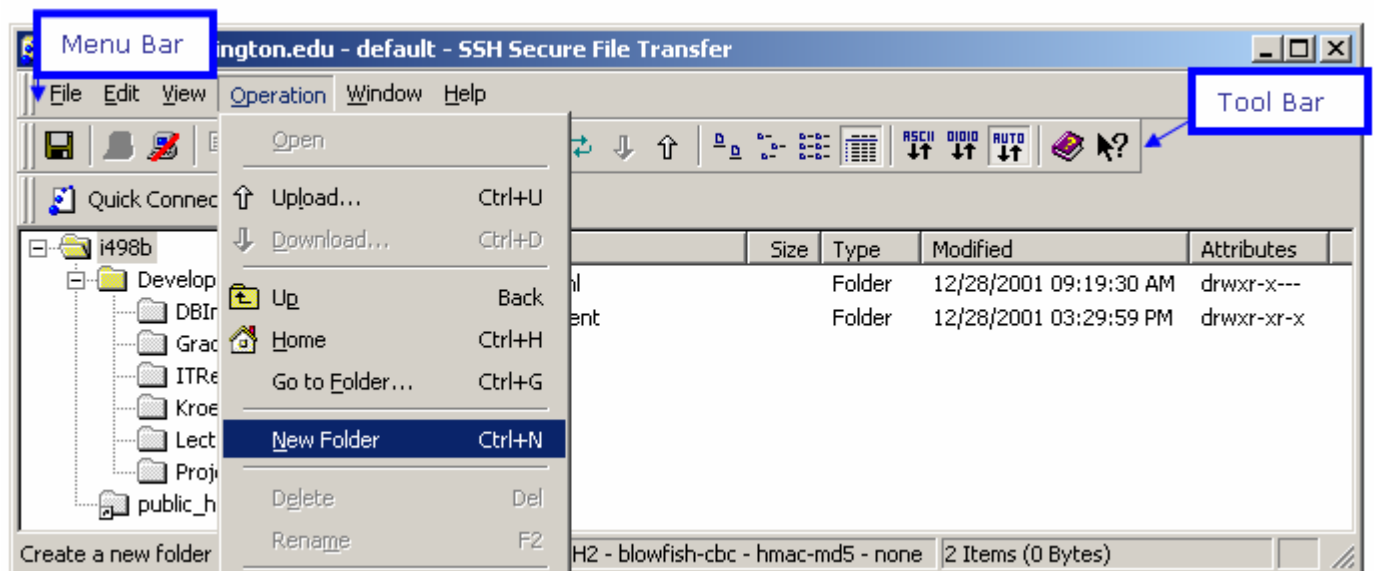 Menu Bar
ington.edu - default - SSH Secure File Transfer
File Edit View Operation Window Help
Tool Bar
ASCII 01010 AUTO
Quick Connec
Open
Upload... Ctrl+U
Download... Ctrl+D
Up Back
Home Ctrl+H
Go to Folder... Ctrl+G
New Folder Ctrl+N
Delete Del
Rename F2
i498b
Develop
DBIn
Grad
ITRe
Kroe
Lect
Proj
public_h
Size Type Modified Attributes
Folder 12/28/2001 09:19:30 AM drwxr-x---
ent Folder 12/28/2001 03:29:59 PM drwxr-xr-x
Create a new folder
H2 - blowfish-cbc - hmac-md5 - none 2 Items (0 Bytes)